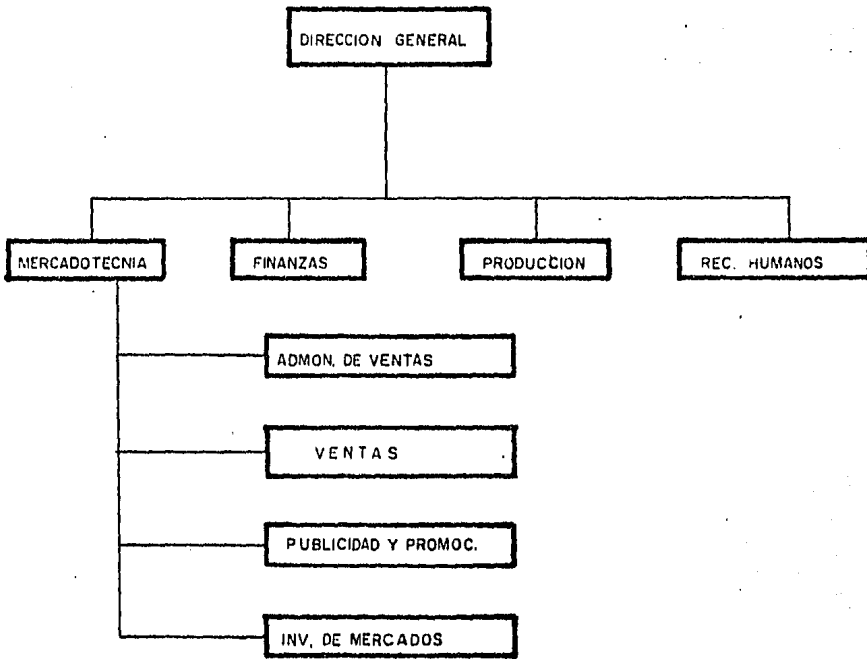 DIRECCION GENERAL
MERCADOTECNIA
FINANZAS
PRODUCCION
REC. HUMANOS
ADMON. DE VENTAS
VENTAS
PUBLICIDAD Y PROMOC.
INV. DE MERCADOS